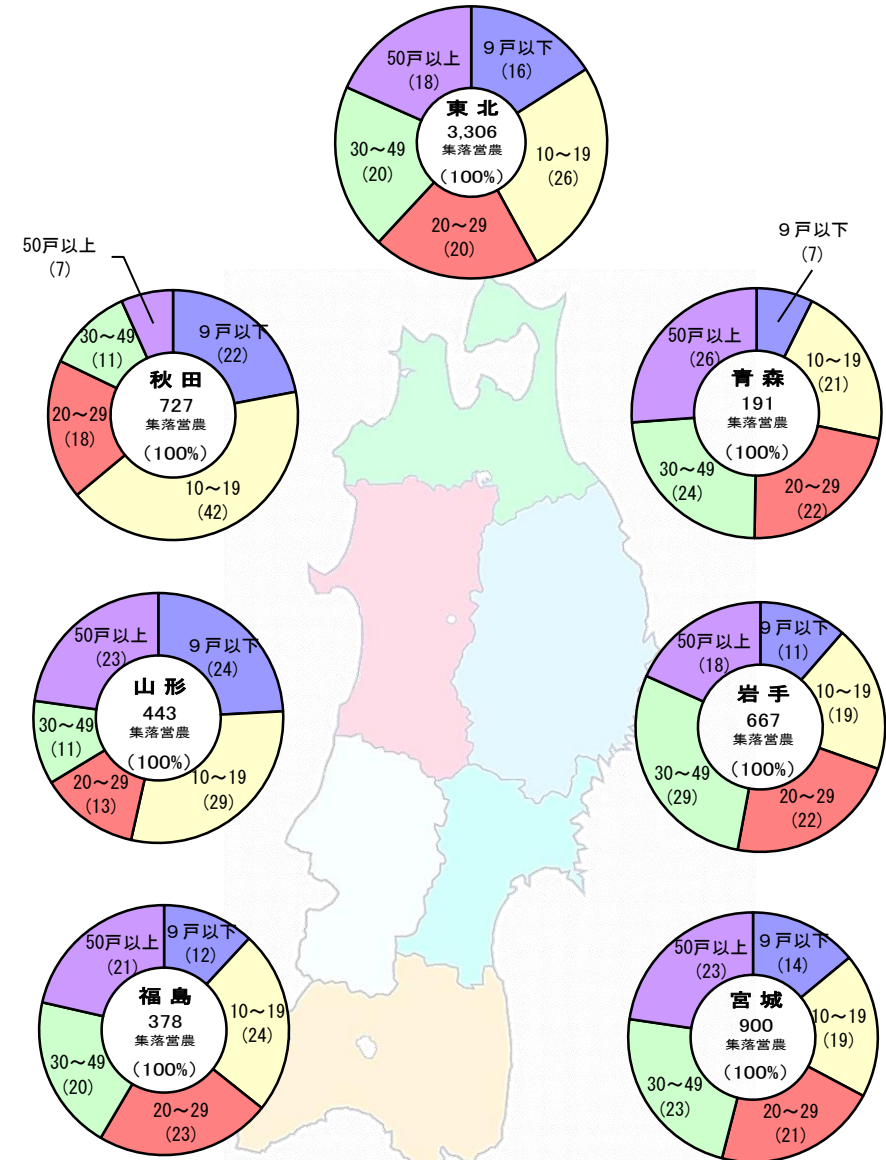 50戸以上
(18)
９戸以下
(16)
東北
3,306
集落営農
(100%)
30～49
(20)
10～19
(26)
20～29
(20)
50戸以上
(7)
９戸以下
(22)
30～49
(11)
秋田
727
集落営農
(100%)
20～29
(18)
10～19
(42)
９戸以下
(7)
50戸以上
(26)
10～19
(21)
青森
191
集落営農
(100%)
30～49
(24)
20～29
(22)
50戸以上
(23)
９戸以下
(24)
山形
443
集落営農
(100%)
30～49
(11)
20～29
(13)
10～19
(29)
50戸以上
(18)
９戸以下
(11)
岩手
667
集落営農
(100%)
10～19
(19)
30～49
(29)
20～29
(22)
50戸以上
(21)
９戸以下
(12)
福島
378
集落営農
(100%)
10～19
(24)
30～49
(20)
20～29
(23)
50戸以上
(23)
９戸以下
(14)
宮城
900
集落営農
(100%)
10～19
(19)
30～49
(23)
20～29
(21)